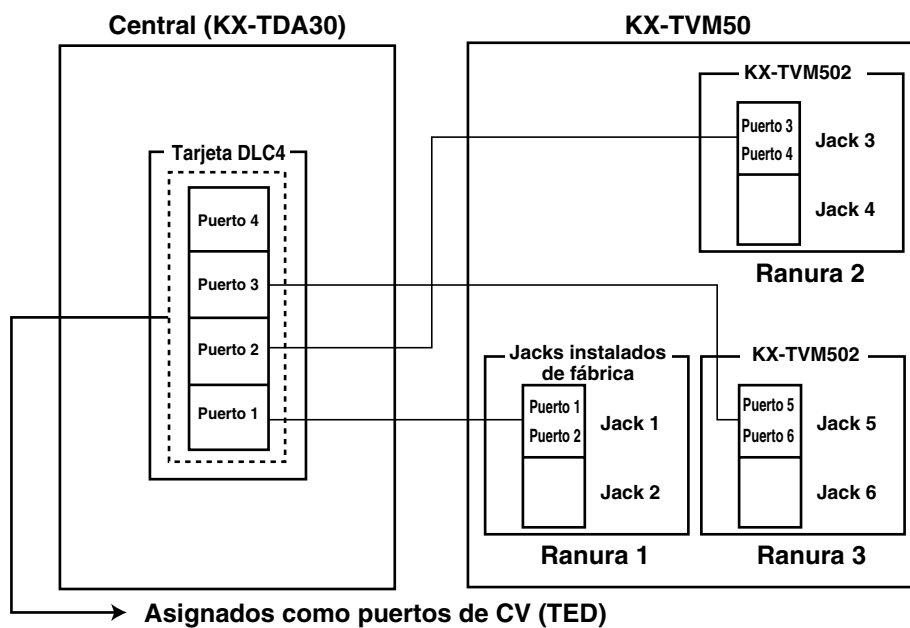 Central (KX-TDA30)
Tarjeta DLC4
Puerto 4
Puerto 3
Puerto 2
Puerto 1
KX-TVM50
KX-TVM502
Puerto 3
Puerto 4
Jack 3
Jack 4
Ranura 2
Jacks instalados
de fábrica
Puerto 1
Puerto 2
Jack 1
Jack 2
Ranura 1
KX-TVM502
Puerto 5
Puerto 6
Jack 5
Jack 6
Ranura 3
Asignados como puertos de CV (TED)